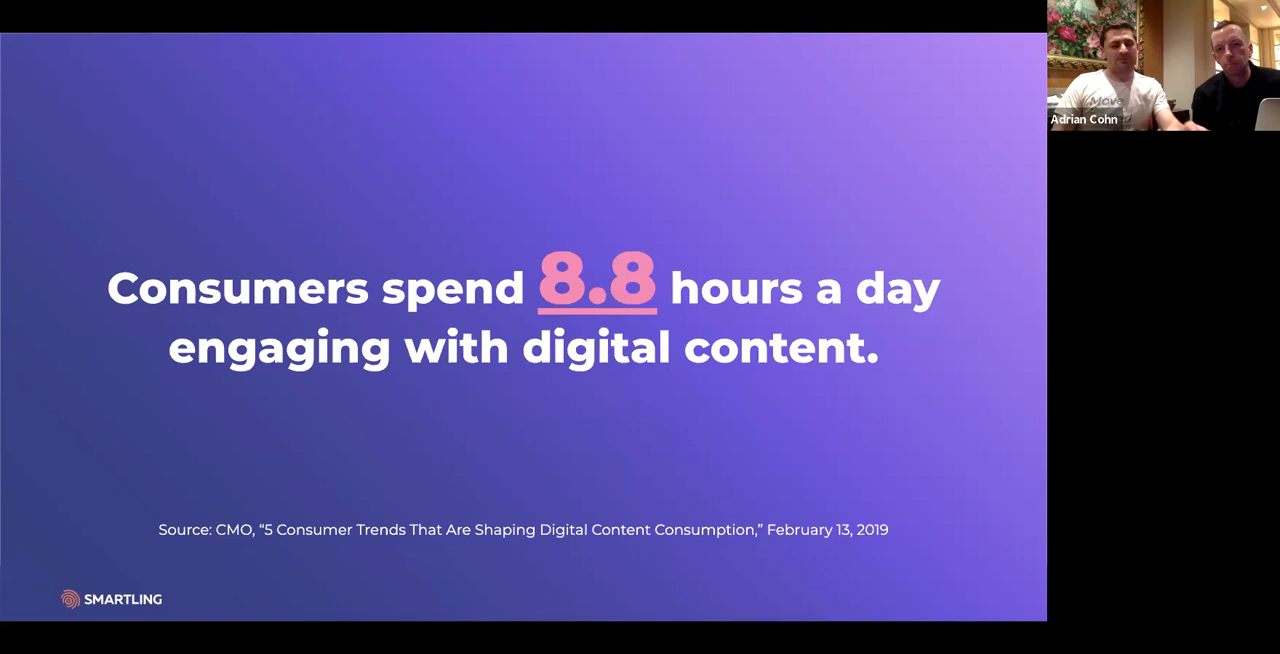 Consumers spend 8.8 hours a day
engaging with digital content.
Source: CMO, “5 Consumer Trends That Are Shaping Digital Content Consumption,” February 13, 2019
SMARTLING
Move
Adrian Cohn